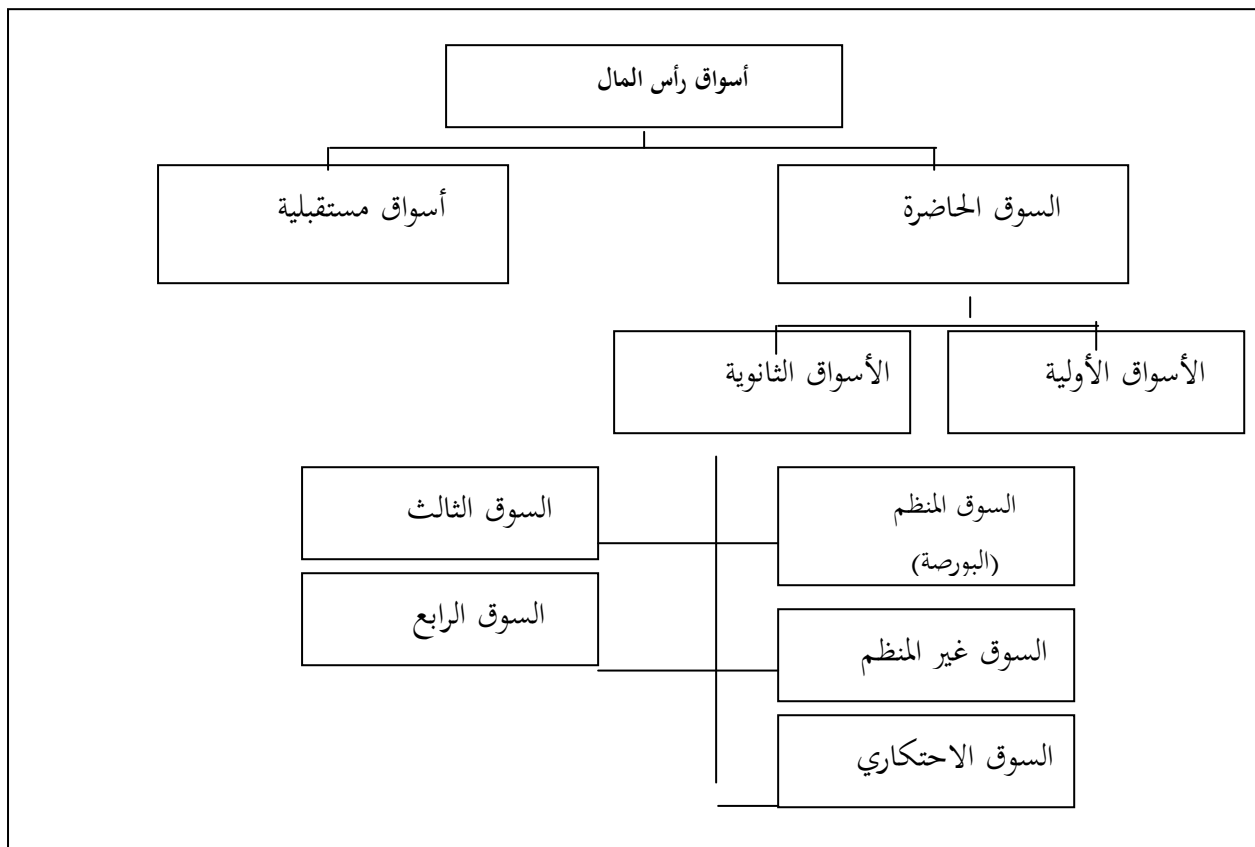 أسواق رأس المال
السوق الحاضرة
أسواق مستقبلية
الأسواق الأولية
الأسواق الثانوية
السوق المنظم
(البورصة)
السوق الثالث
السوق غير المنظم
السوق الرابع
السوق الاحتكاري